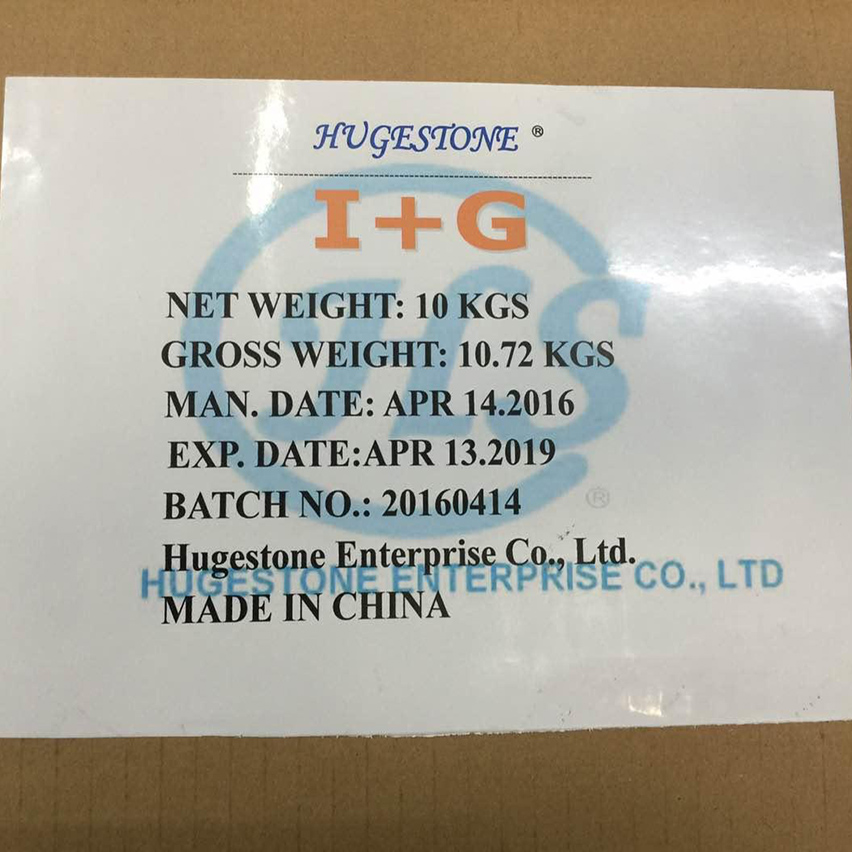 HUGESTONE ®
I+G
HS
NET WEIGHT: 10 KGS
GROSS WEIGHT: 10.72 KGS
MAN. DATE: APR 14.2016
EXP. DATE:APR 13.2019
BATCH NO.: 20160414
®
Hugestone Enterprise Co., Ltd.
HUGESTONE ENTERPRISE CO., LTD
MADE IN CHINA